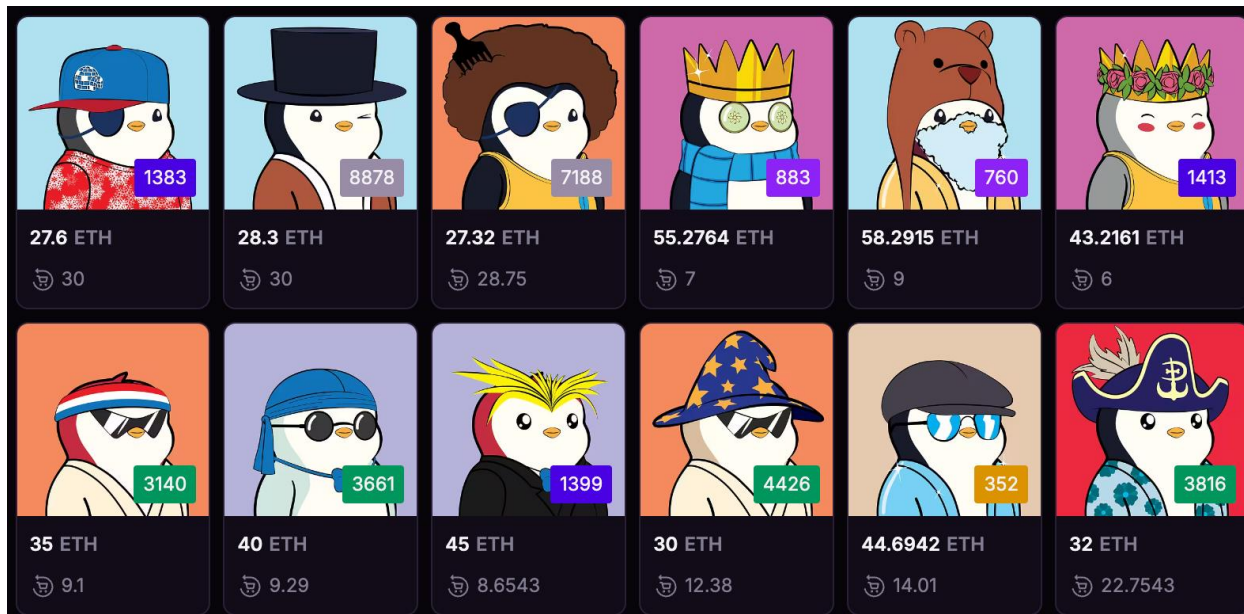 1383
8878
7188
883
760
1413
27.6 ETH
28.3 ETH
27.32 ETH
55.2764 ETH
58.2915 ETH
43.2161 ETH
30
30
28.75
7
9
6
3140
3661
1399
4426
352
3816
35 ETH
40 ETH
45 ETH
30 ETH
44.6942 ETH
32 ETH
9.1
9.29
8.6543
12.38
14.01
22.7543